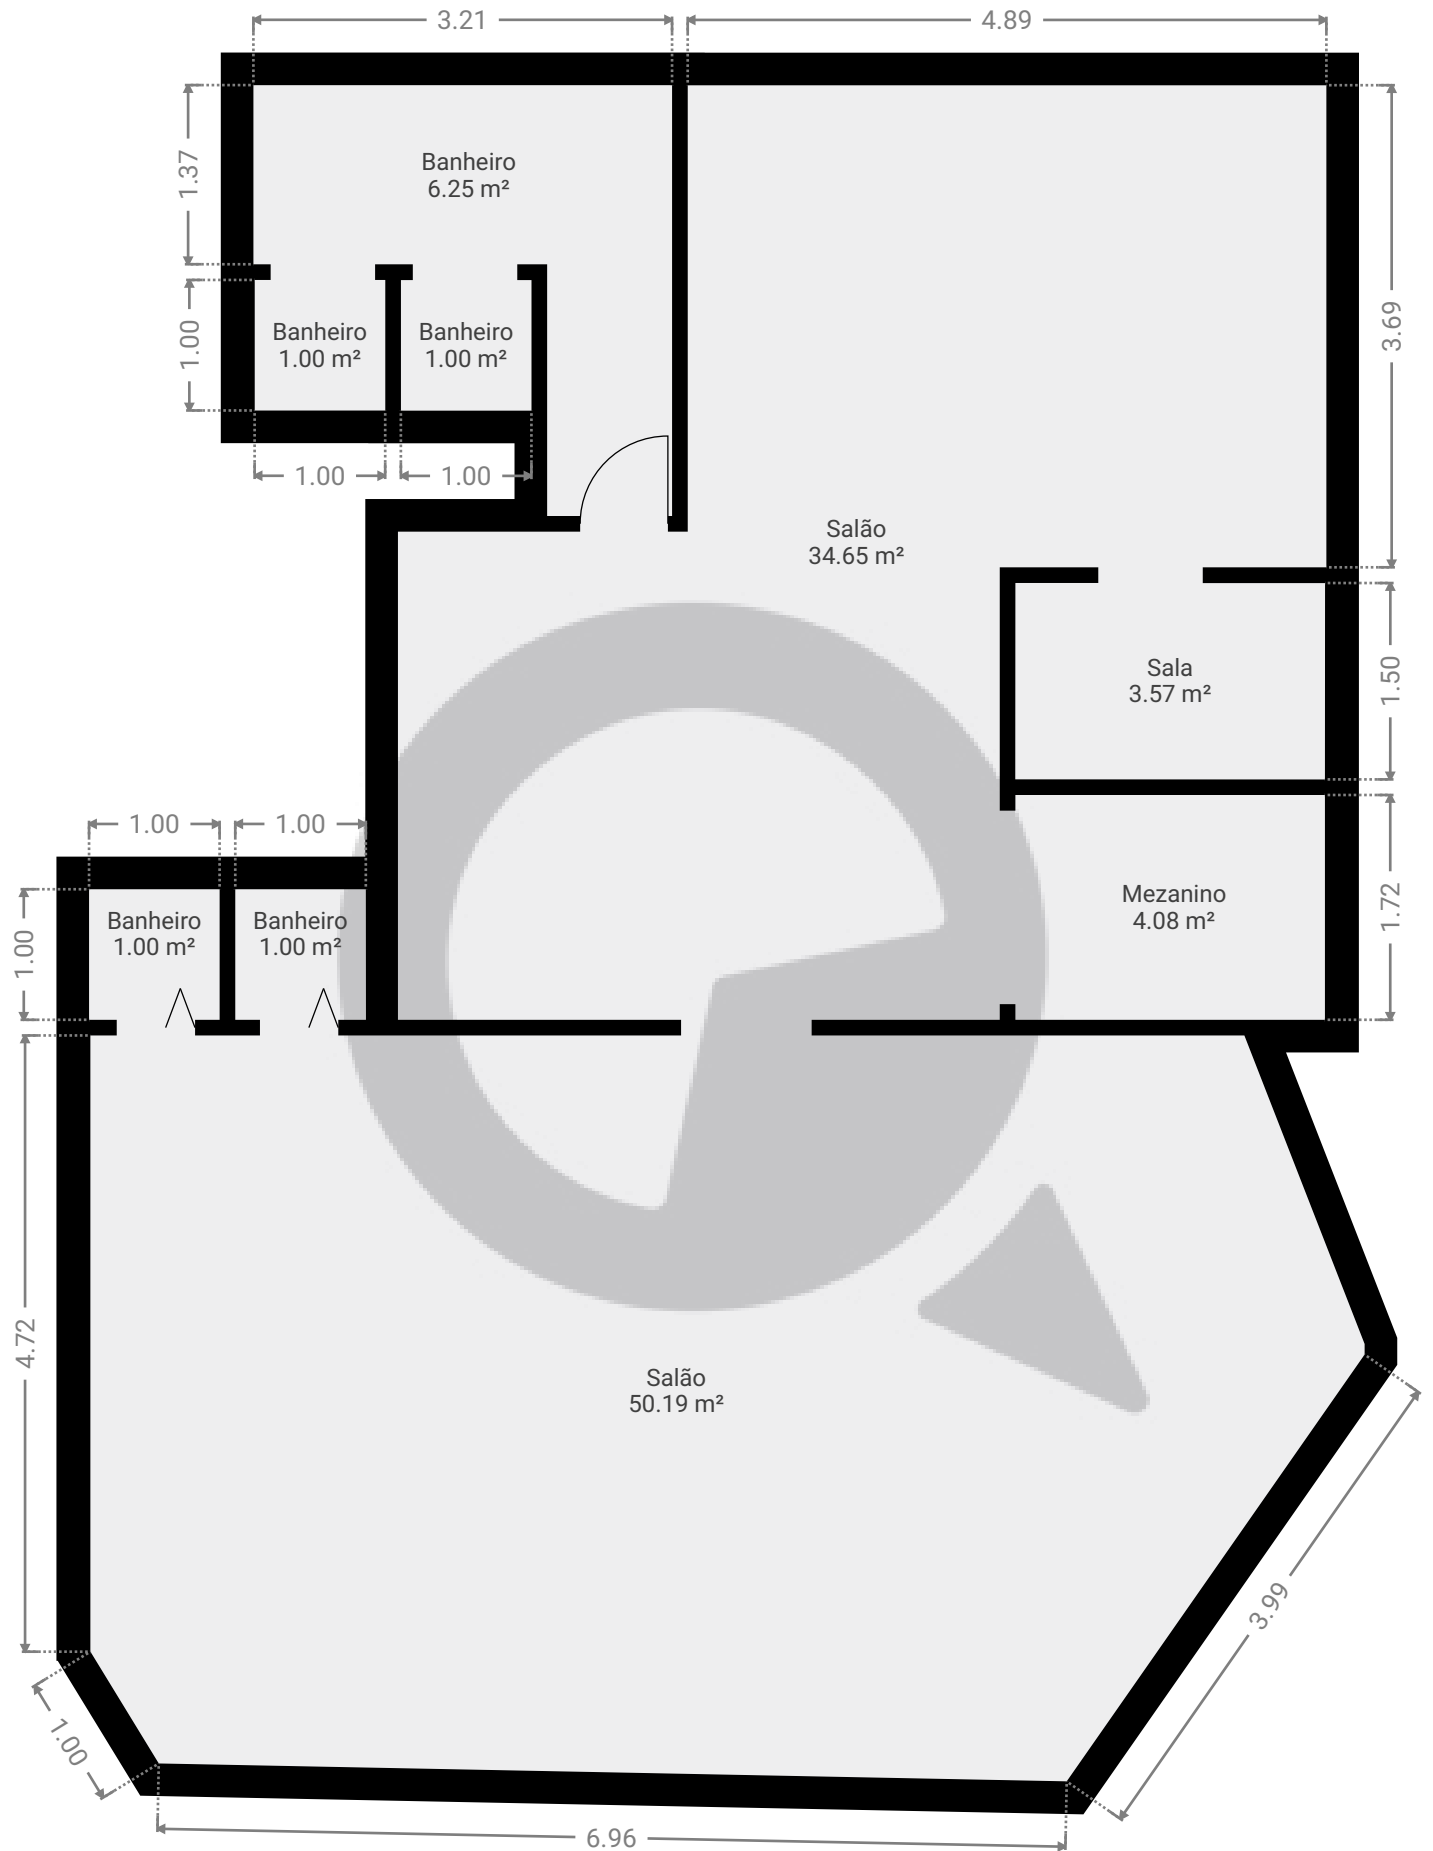 3.21
4.89
1.37
Banheiro
6.25 m²
3.69
1.00
Banheiro
1.00 m²
Banheiro
1.00 m²
1.00
1.00
Salão
34.65 m²
Sala
3.57 m²
1.50
1.00
1.00
Mezanino
4.08 m²
1.72
1.00
Banheiro
1.00 m²
Banheiro
1.00 m²
4.72
Salão
50.19 m²
3.99
1.00
6.96